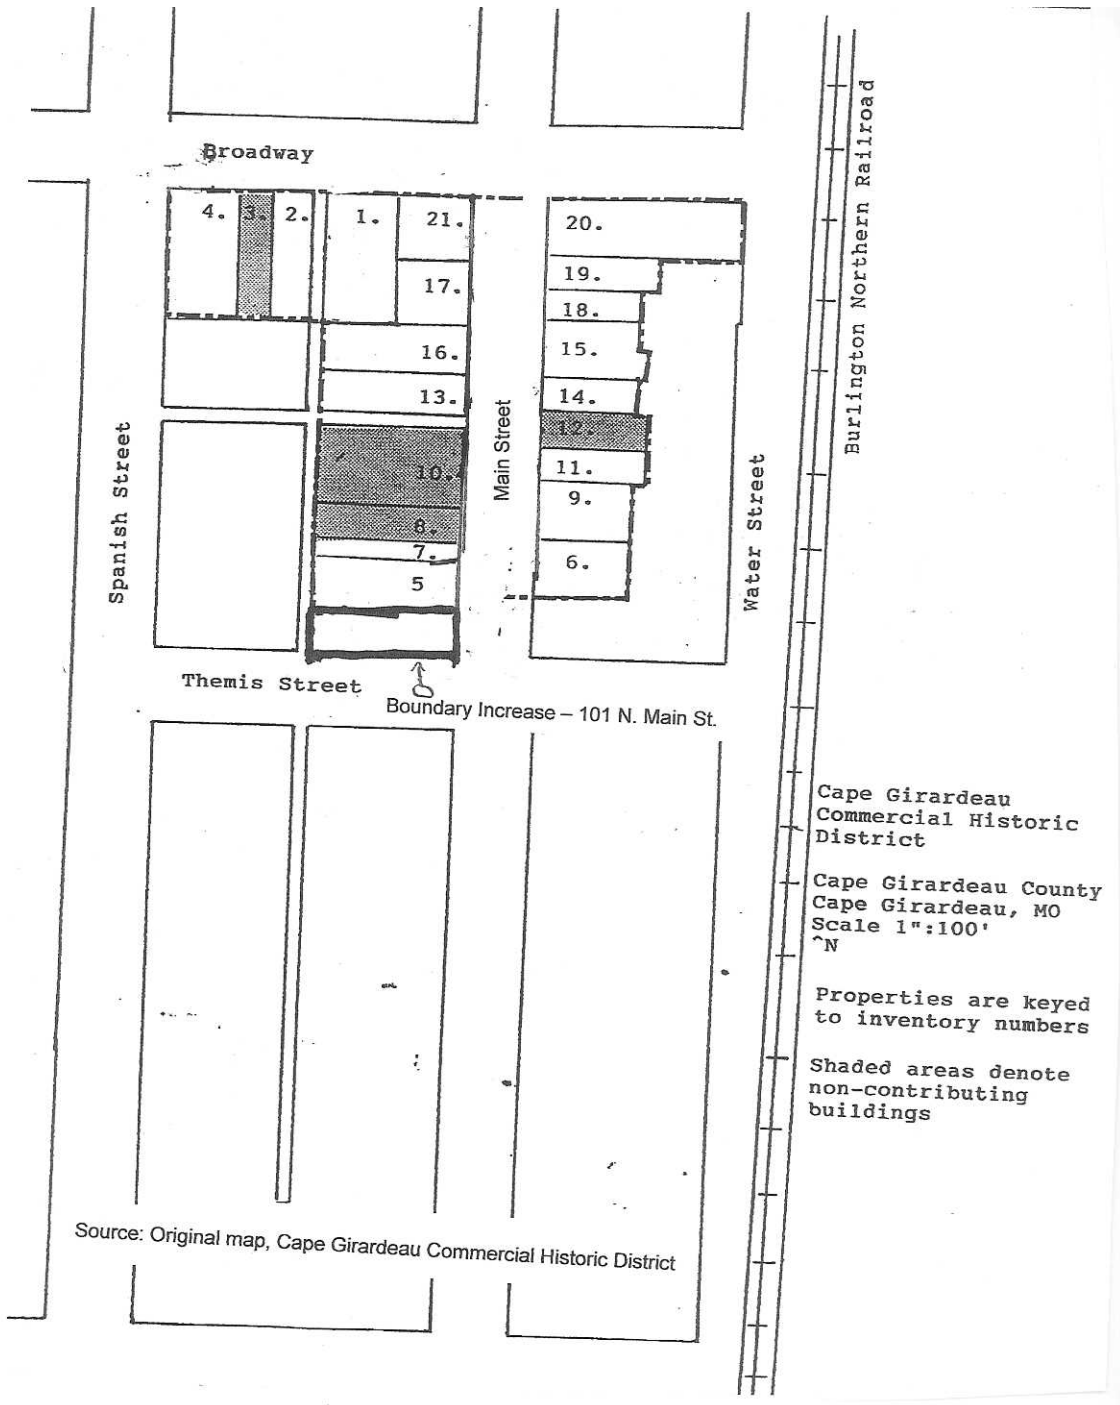 Broadway
4. 3. 2. 1. 21. 20.
17. 19.
18.
16. 15.
13. 14.
12.
10. 11.
9.
8.
7.
6.
5
Spanish Street
Main Street
Water Street
Burlington Northern Railroad
Themis Street
Boundary Increase – 101 N. Main St.
Cape Girardeau
Commercial Historic
District
Cape Girardeau County
Cape Girardeau, MO
Scale 1":100'
^N
Properties are keyed
to inventory numbers
Shaded areas denote
non-contributing
buildings
Source: Original map, Cape Girardeau Commercial Historic District